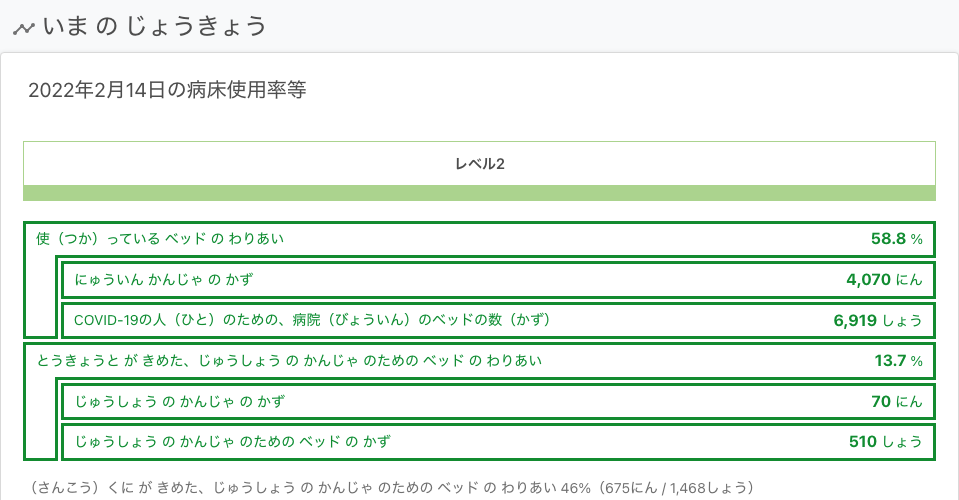 いま の じょうきょう
2022年2月14日の病床使用率等
レベル2
使（つか）っている ベッド の わりあい 58.8 %
にゅういん かんじゃ の かず 4,070 にん
COVID-19の人（ひと）のための、病院（びょういん）のベッドの数（かず） 6,919 しょう
とうきょうと が きめた、じゅうしょう の かんじゃ のための ベッド の わりあい 13.7 %
じゅうしょう の かんじゃ の かず 70 にん
じゅうしょう の かんじゃ のための ベッド の かず 510 しょう
（さんこう）くに が きめた、じゅうしょう の かんじゃ のための ベッド の わりあい 46%（675にん / 1,468しょう）